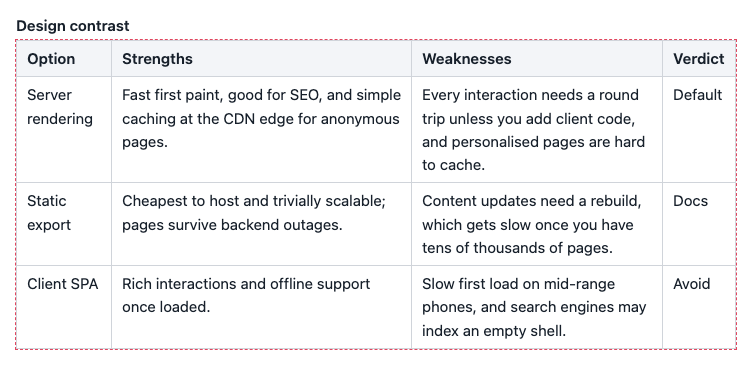 Design contrast
Option Strengths Weaknesses Verdict
Server rendering
Fast first paint, good for SEO, and simple
caching at the CDN edge for anonymous
pages.
Every interaction needs a round
trip unless you add client code,
and personalised pages are hard
to cache.
Default
Static export
Cheapest to host and trivially scalable;
pages survive backend outages.
Content updates need a rebuild,
which gets slow once you have
tens of thousands of pages.
Docs
Client SPA
Rich interactions and offline support
once loaded.
Slow first load on mid-range
phones, and search engines may
index an empty shell.
Avoid